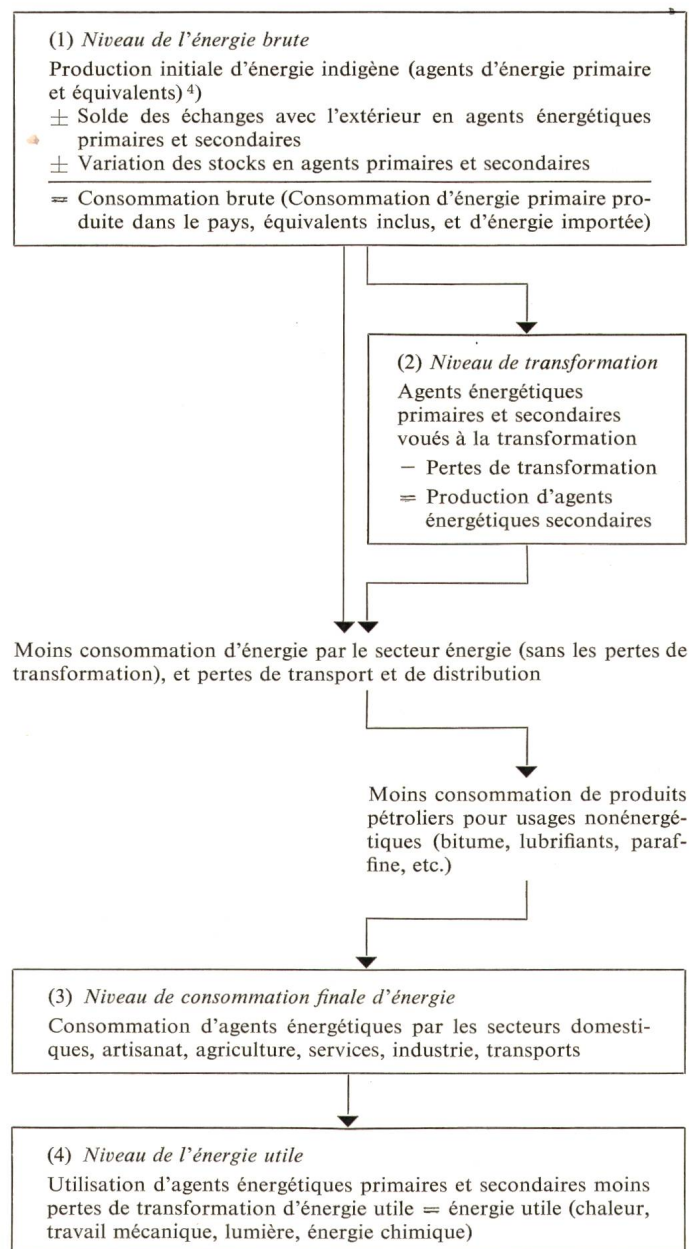 (1) Niveau de l'énergie brute
Production initiale d'énergie indigène (agents d'énergie primaire
et équivalents) 4)
± Solde des échanges avec l'extérieur en agents énergétiques
primaires et secondaires
± Variation des stocks en agents primaires et secondaires
= Consommation brute (Consommation d'énergie primaire pro-
duite dans le pays, équivalents inclus, et d'énergie importée)
(2) Niveau de transformation
Agents énergétiques
primaires et secondaires
voués à la transformation
− Pertes de transformation
= Production d'agents
énergétiques secondaires
Moins consommation d'énergie par le secteur énergie (sans les pertes de
transformation), et pertes de transport et de distribution
Moins consommation de produits
pétroliers pour usages nonénergé-
tiques (bitume, lubrifiants, paraf-
fine, etc.)
(3) Niveau de consommation finale d'énergie
Consommation d'agents énergétiques par les secteurs domesti-
ques, artisanat, agriculture, services, industrie, transports
(4) Niveau de l'énergie utile
Utilisation d'agents énergétiques primaires et secondaires moins
pertes de transformation d'énergie utile = énergie utile (chaleur,
travail mécanique, lumière, énergie chimique)